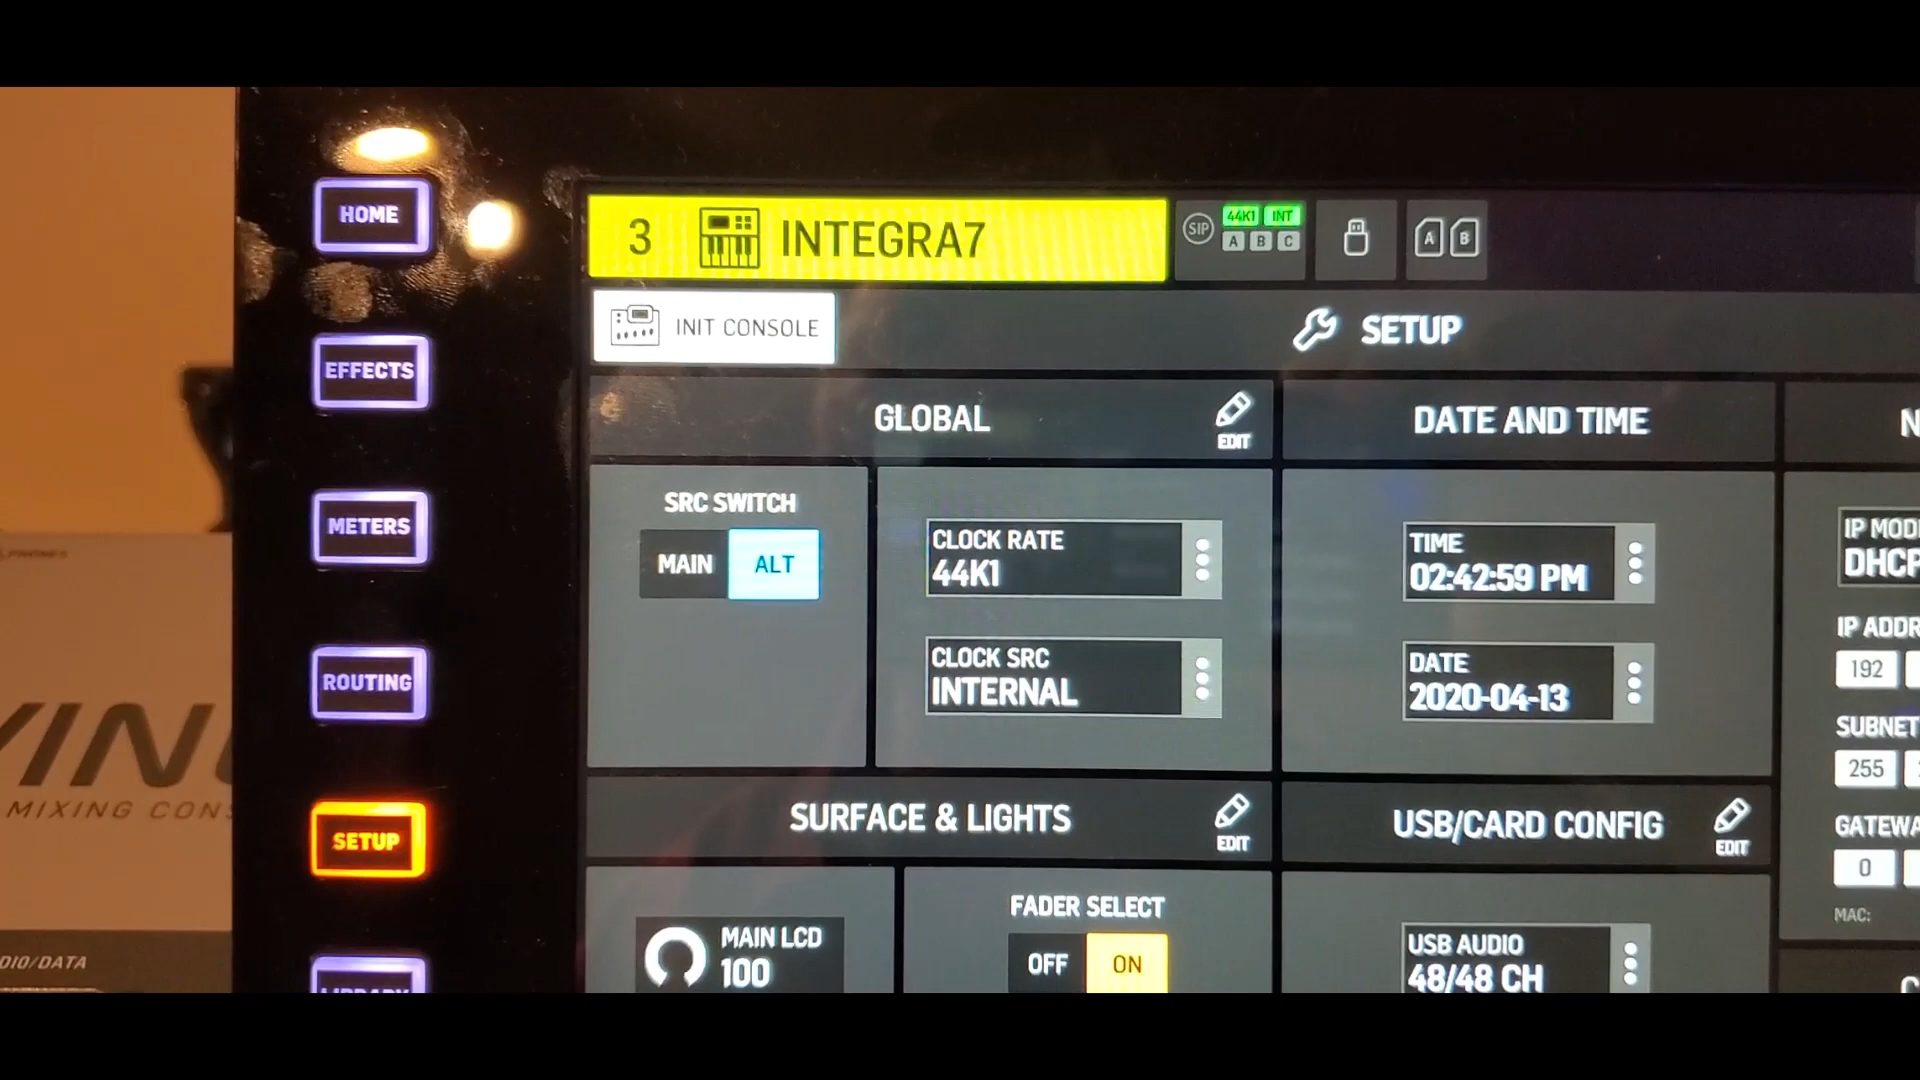 HOME
EFFECTS
METERS
ROUTING
SETUP
3 INTEGRA7
SIP
44K1 INT
A B C
A B
INIT CONSOLE
SETUP
GLOBAL
EDIT
DATE AND TIME
SRC SWITCH
MAIN ALT
CLOCK RATE
44K1
CLOCK SRC
INTERNAL
TIME
02:42:59 PM
DATE
2020-04-13
IP MOD
DHCP
IP ADDR
192
SUBNET
255
GATEWA
0
MAC:
SURFACE & LIGHTS
EDIT
USB/CARD CONFIG
EDIT
MAIN LCD
100
FADER SELECT
OFF ON
USB AUDIO
48/48 CH
PHONES
VING
MIXING CONS
DIO/DATA